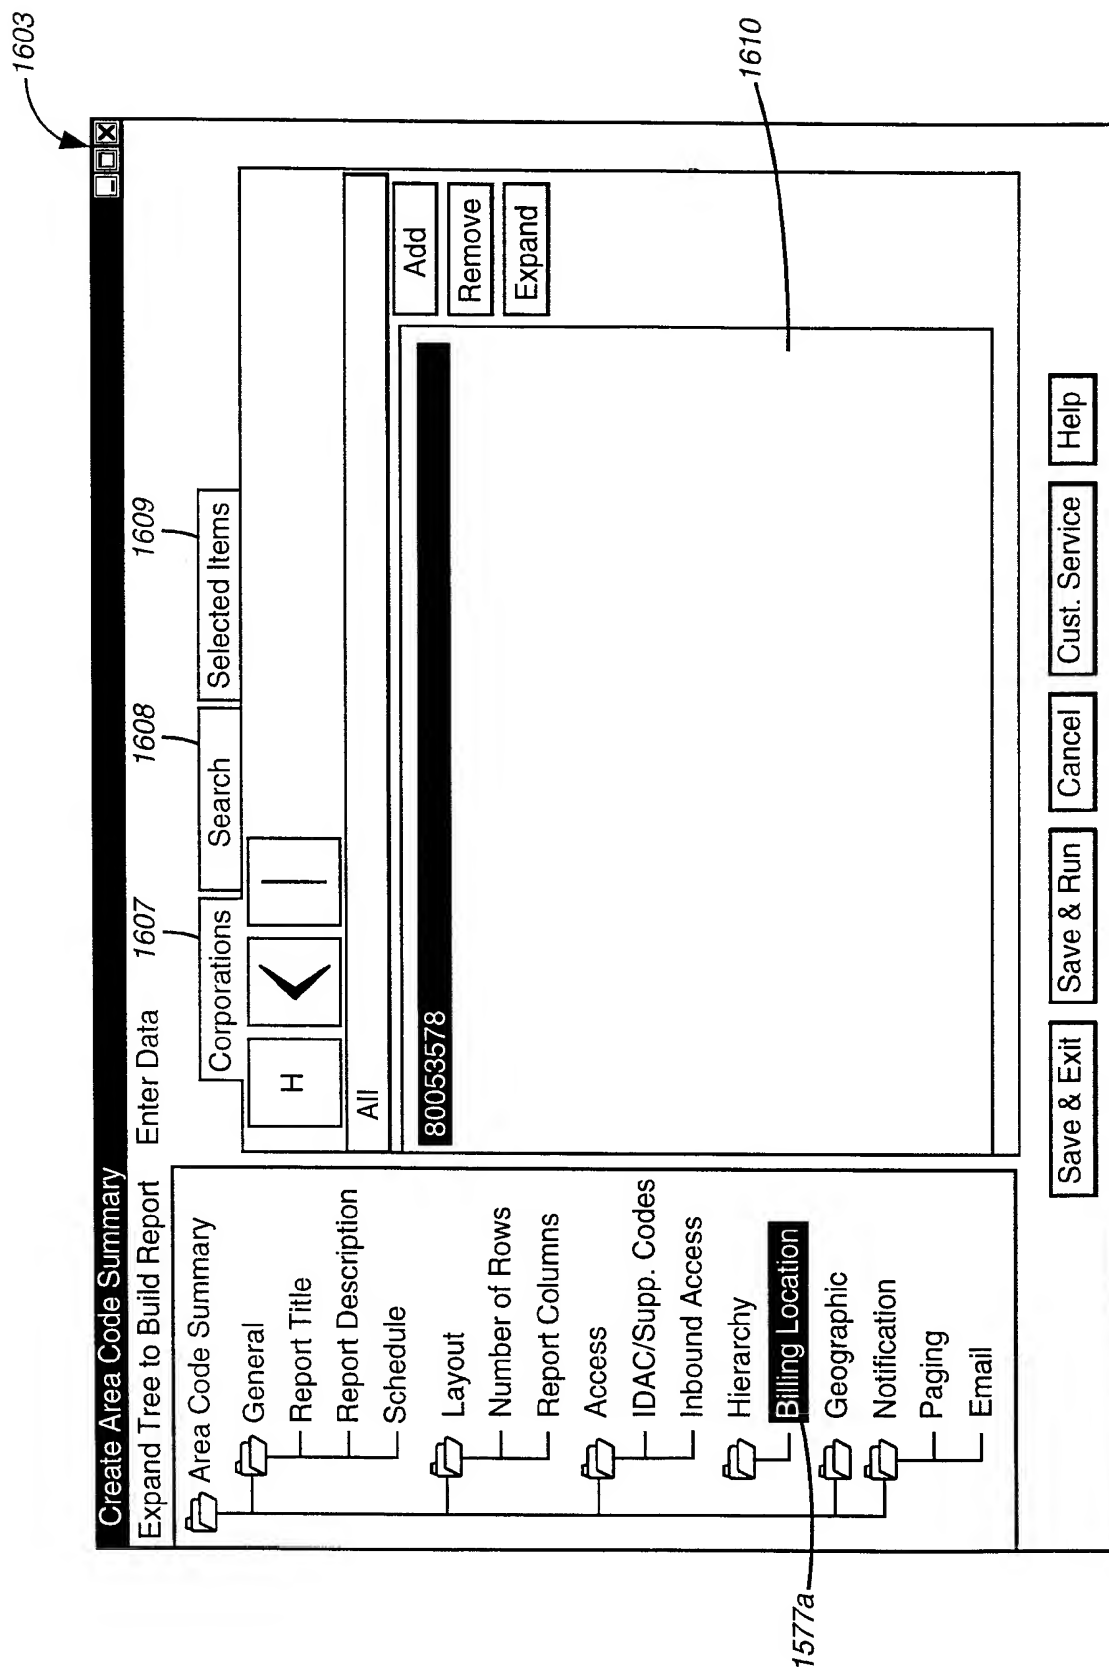 1603
Create Area Code Summary
Expand Tree to Build Report
Enter Data
1607
1608
1609
Area Code Summary
General
Report Title
Report Description
Schedule
Layout
Number of Rows
Report Columns
Access
IDAC/Supp. Codes
Inbound Access
Hierarchy
Billing Location
Geographic
Notification
Paging
Email
1577a
Corporations
Search
Selected Items
H
All
80053578
Add
Remove
Expand
1610
Save & Exit
Save & Run
Cancel
Cust. Service
Help